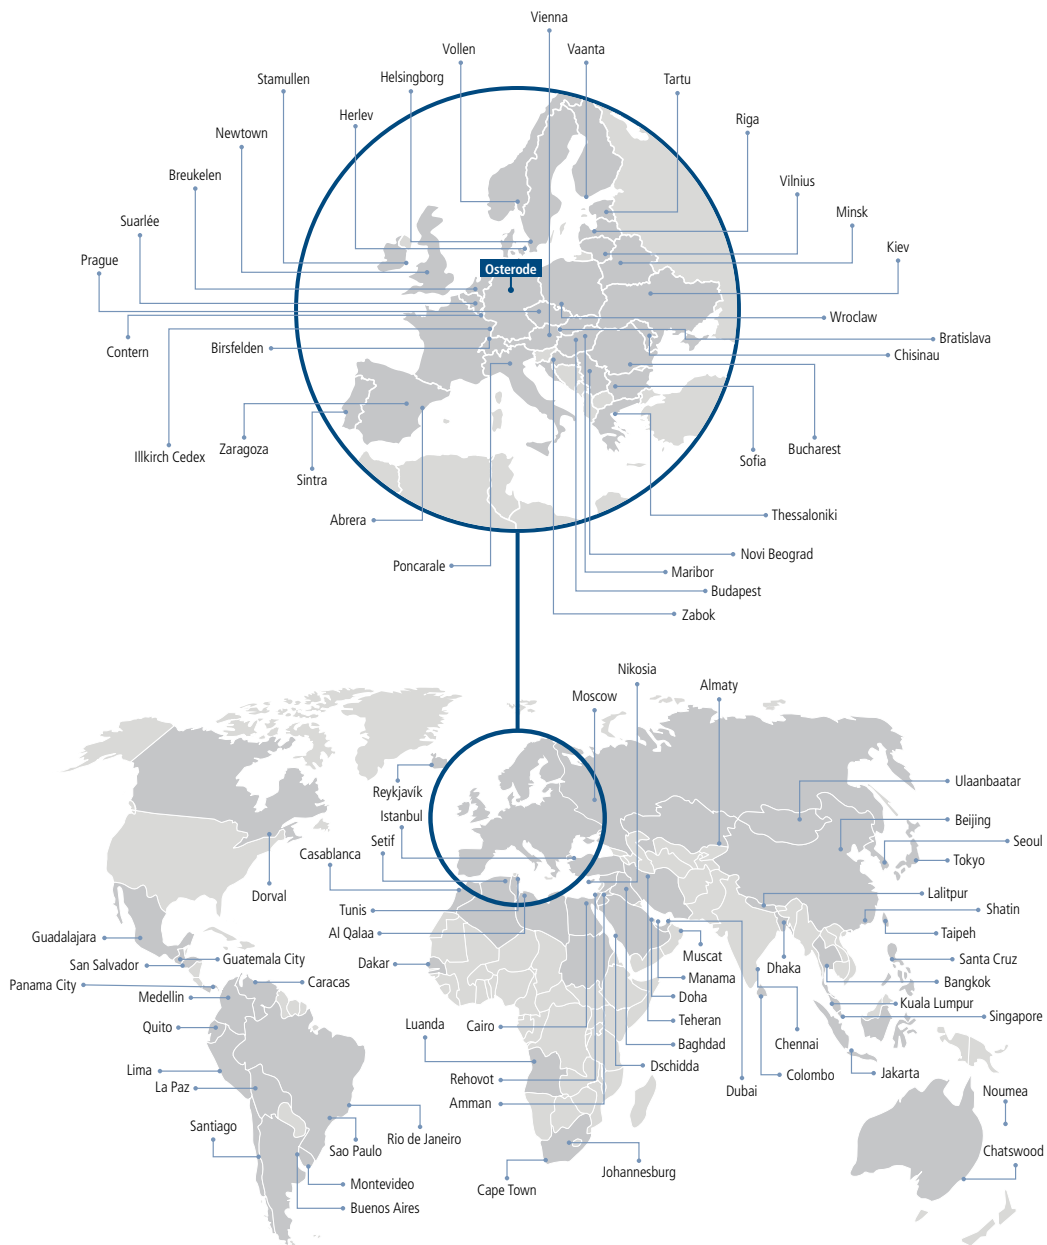 Vienna
Vollen
Vaanta
Stamullen
Helsingborg
Tartu
Herlev
Riga
Newtown
Breukelen
Vilnius
Suarlée
Minsk
Kiev
Prague
Osterode
Wroclaw
Contern
Birsfelden
Bratislava
Chisinau
Illkirch Cedex
Zaragoza
Sintra
Sofia
Bucharest
Abrera
Thessaloniki
Poncarale
Novi Beograd
Maribor
Budapest
Zabok
Nikosia
Moscow
Almaty
Reykjavík
Ulaanbaatar
Istanbul
Beijing
Setif
Seoul
Casablanca
Tokyo
Dorval
Lalitpur
Tunis
Shatin
Al Qalaa
Taipeh
Guadalajara
Guatemala City
Muscat
Dhaka
Santa Cruz
San Salvador
Dakar
Manama
Bangkok
Panama City
Caracas
Medellin
Doha
Kuala Lumpur
Quito
Luanda
Cairo
Teheran
Singapore
Baghdad
Chennai
Lima
Dschidda
Colombo
Jakarta
La Paz
Rehovot
Dubai
Noumea
Amman
Santiago
Rio de Janeiro
Sao Paulo
Chatswood
Johannesburg
Montevideo
Cape Town
Buenos Aires